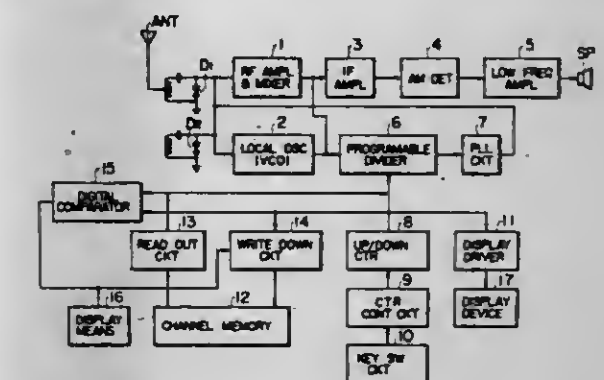 ANT
1
3
4
5
SP
D1
RF AMPL
& MIXER
IF
AMPL
AM DET
LOW FREQ
AMPL
D2
2
6
7
LOCAL OSC
(VCO)
PROGRAMABLE
DIVIDER
PLL
CKT
15
DIGITAL
COMPARATOR
13
14
8
11
READ OUT
CKT
WRITE DOWN
CKT
UP/DOWN
CTR
DISPLAY
DRIVER
16
12
9
17
DISPLAY
MEANS
CHANNEL MEMORY
CTR
CONT CKT
DISPLAY
DEVICE
10
KEY SW
CKT